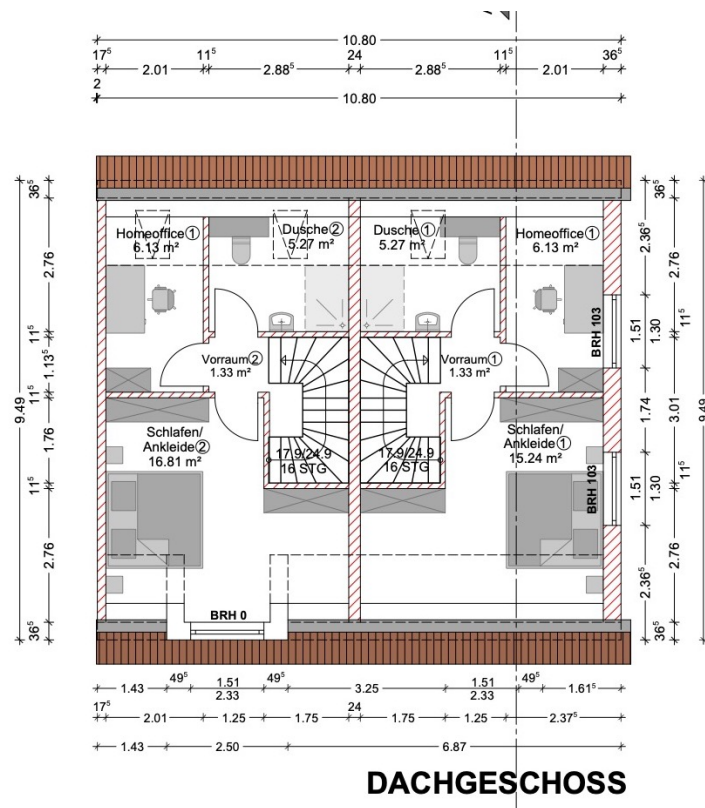 10.80
17⁵ 2.01 11⁵ 2.88⁵ 24 2.88⁵ 11⁵ 2.01 36⁵
2
10.80
Homeoffice①
6.13 m²
Dusche②
5.27 m²
Dusche①
5.27 m²
Homeoffice①
6.13 m²
Vorraum②
1.33 m²
Vorraum①
1.33 m²
Schlafen/
Ankleide②
16.81 m²
17.9/24.9
16 STG
17.9/24.9
16 STG
Schlafen/
Ankleide①
15.24 m²
BRH 103
BRH 103
BRH 0
9.49
36⁵
2.76
11⁵
1.13⁵
11⁵
1.76
11⁵
2.76
36⁵
2.36⁵
1.51
1.30
1.74
1.51
1.30
2.36⁵
36⁵
2.76
11⁵
3.01
11⁵
2.76
36⁵
9.49
1.43 49⁵ 1.51 49⁵ 3.25 1.51 49⁵ 1.61⁵
2.33 2.33
17⁵ 2.01 1.25 1.75 24 1.75 1.25 2.37⁵
1.43 2.50 6.87
DACHGESCHOSS